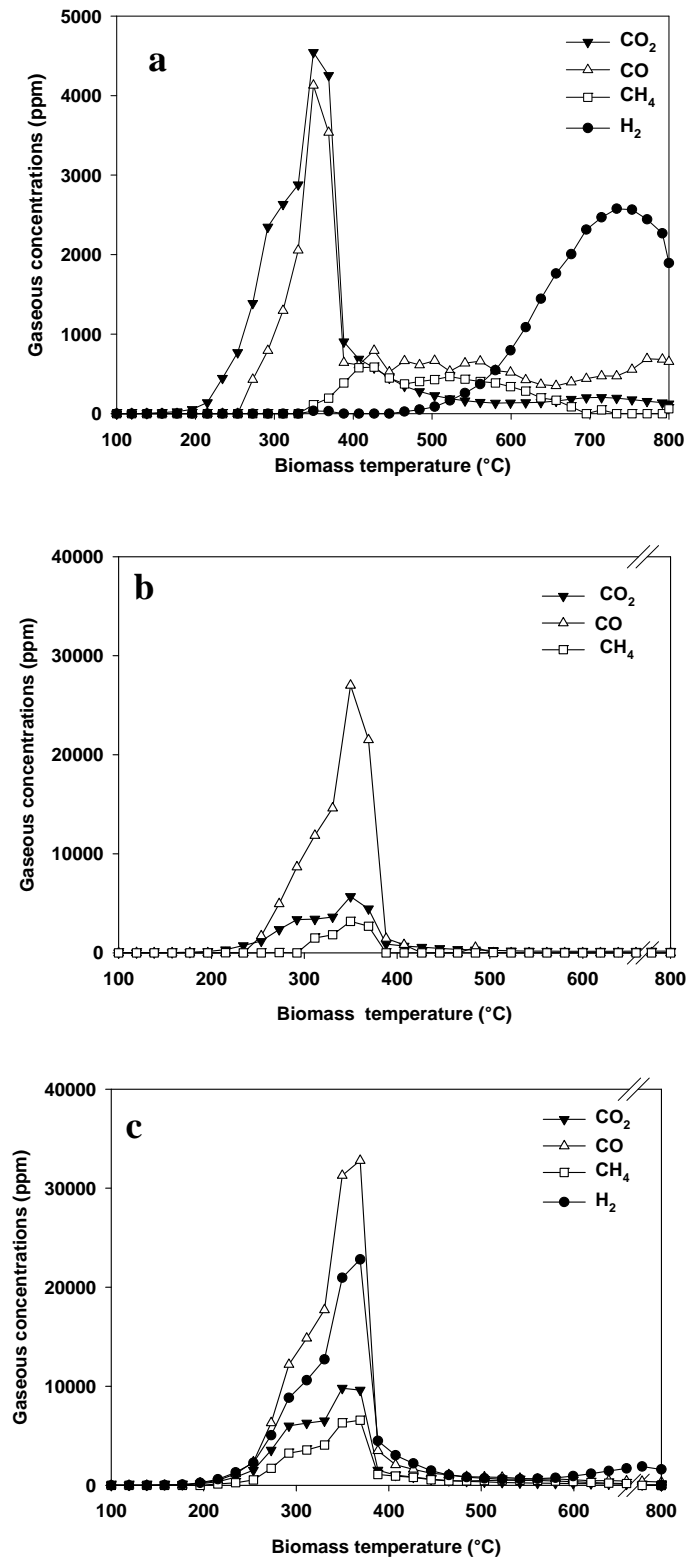 a
CO2
CO
CH4
H2
Gaseous concentrations (ppm)
5000
4000
3000
2000
1000
0
100 200 300 400 500 600 700 800
Biomass temperature (°C)
b
CO2
CO
CH4
Gaseous concentrations (ppm)
40000
30000
20000
10000
0
100 200 300 400 500 600 800
Biomass temperature (°C)
c
CO2
CO
CH4
H2
Gaseous concentrations (ppm)
40000
30000
20000
10000
0
100 200 300 400 500 600 800
Biomass temperature (°C)